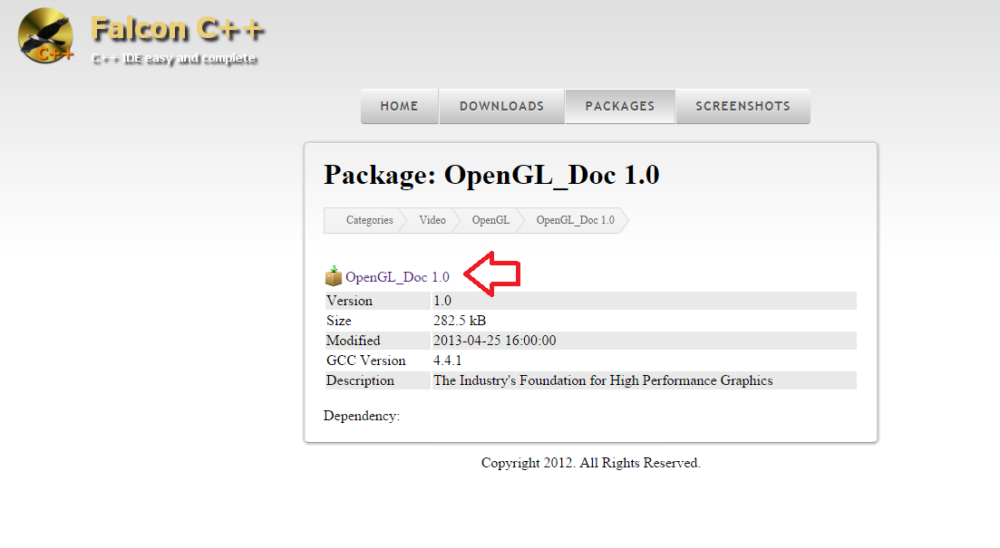 Falcon C++
C++ IDE easy and complete
C++
HOME DOWNLOADS PACKAGES SCREENSHOTS
Package: OpenGL_Doc 1.0
Categories Video OpenGL OpenGL_Doc 1.0
OpenGL_Doc 1.0
Version 1.0
Size 282.5 kB
Modified 2013-04-25 16:00:00
GCC Version 4.4.1
Description The Industry's Foundation for High Performance Graphics
Dependency:
Copyright 2012. All Rights Reserved.